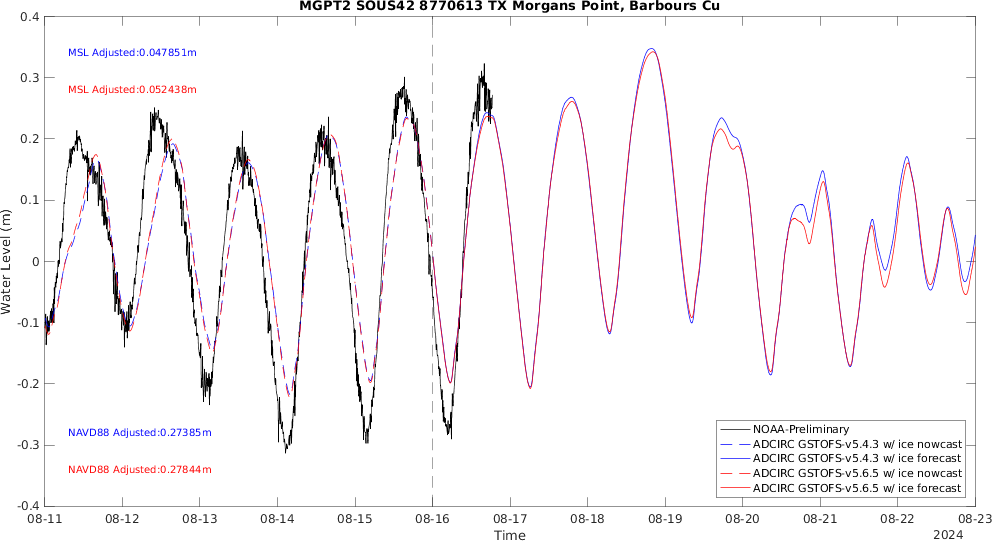 MGPT2 SOUS42 8770613 TX Morgans Point, Barbours Cu
0.4
0.3
0.2
0.1
0
-0.1
-0.2
-0.3
-0.4
Water Level (m)
MSL Adjusted:0.047851m
MSL Adjusted:0.052438m
NAVD88 Adjusted:0.27385m
NAVD88 Adjusted:0.27844m
NOAA-Preliminary
ADCIRC GSTOFS-v5.4.3 w/ ice nowcast
ADCIRC GSTOFS-v5.4.3 w/ ice forecast
ADCIRC GSTOFS-v5.6.5 w/ ice nowcast
ADCIRC GSTOFS-v5.6.5 w/ ice forecast
08-11 08-12 08-13 08-14 08-15 08-16 08-17 08-18 08-19 08-20 08-21 08-22 08-23
Time
2024